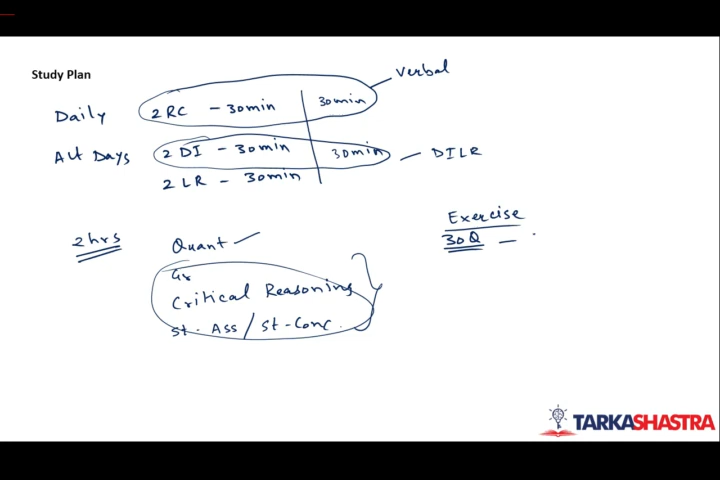 Study Plan
Verbal
Daily 2 RC - 30min 30min
Alt Days 2 DI - 30min 30min - DILR
2 LR - 30min
Exercise
2hrs Quant 30Q -
Gr
Critical Reasoning
St. Ass / St-Conc.
TARKASHASTRA